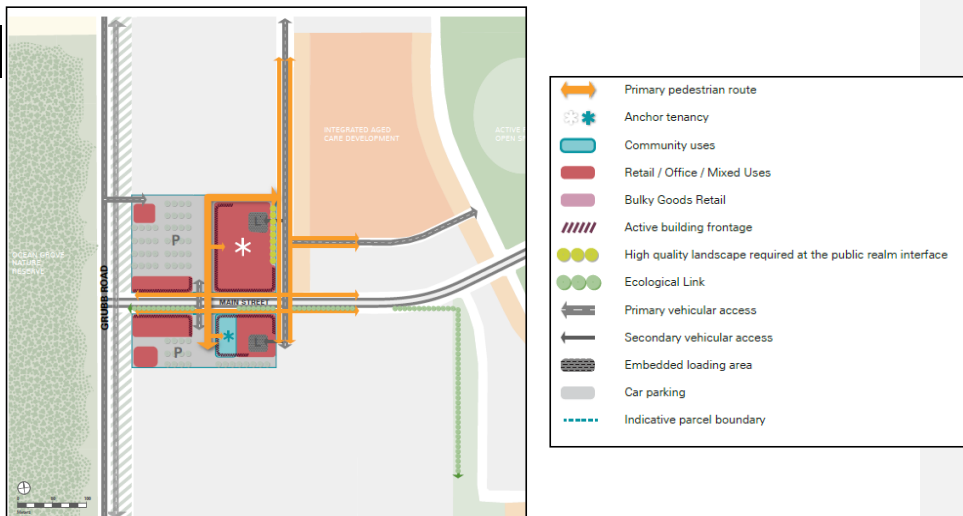 INTEGRATED AGED
CARE DEVELOPMENT
ACTIVE
OPEN
OCEAN GROVE
NATURE
RESERVE
GRUBB ROAD
P
L
MAIN STREET
P
L
Primary pedestrian route
Anchor tenancy
Community uses
Retail / Office / Mixed Uses
Bulky Goods Retail
Active building frontage
High quality landscape required at the public realm interface
Ecological Link
Primary vehicular access
Secondary vehicular access
Embedded loading area
Car parking
Indicative parcel boundary